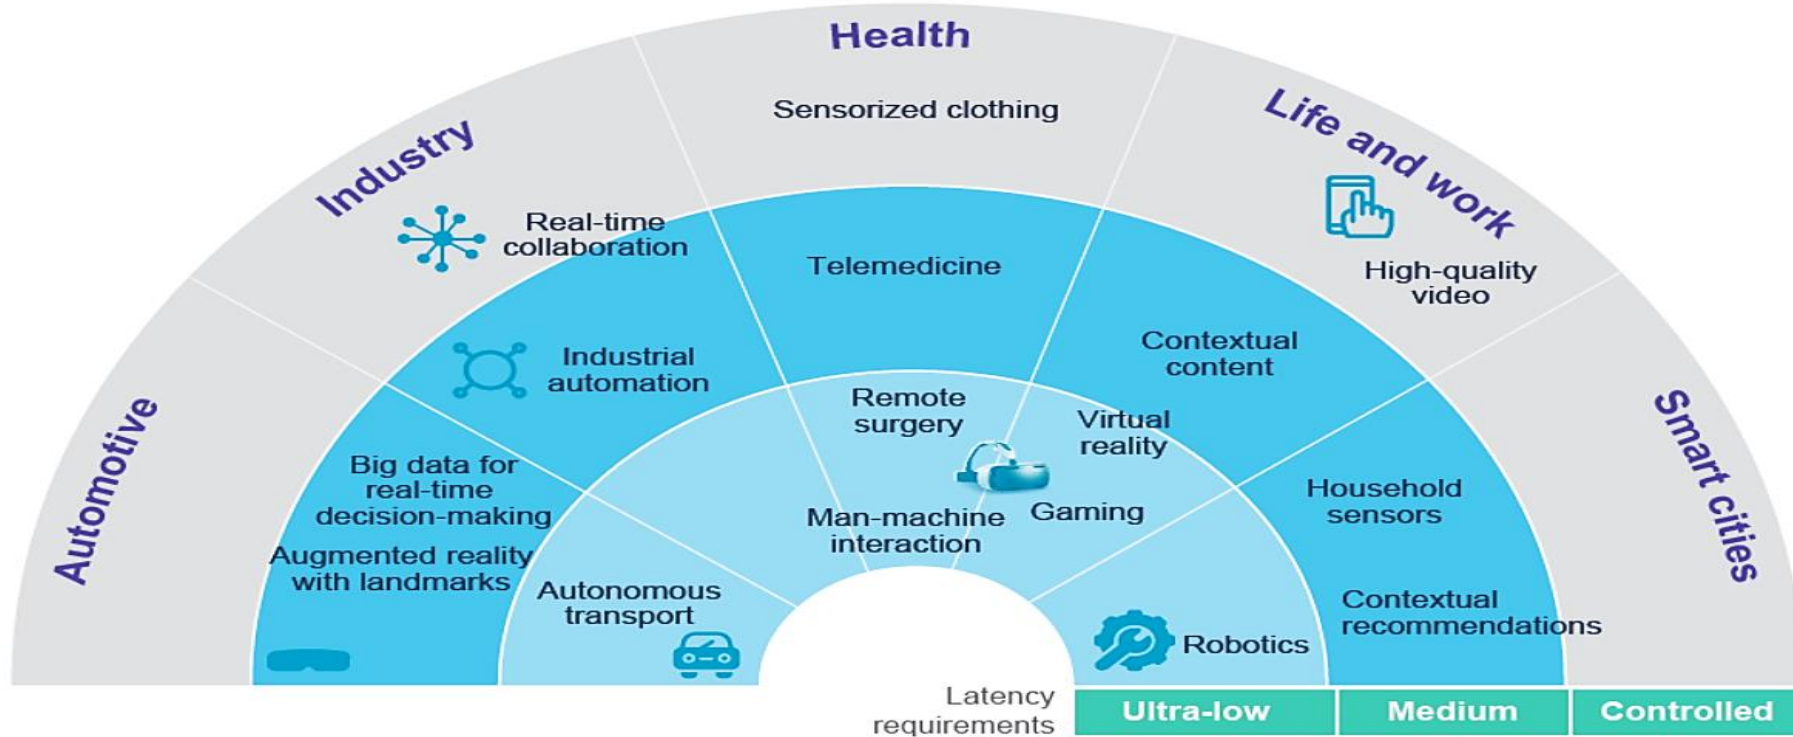 Health
Sensorized clothing
Telemedicine
Remote
surgery
Man-machine
interaction
Industry
Real-time
collaboration
Industrial
automation
Automotive
Big data for
real-time
decision-making
Augmented reality
with landmarks
Autonomous
transport
Life and work
High-quality
video
Contextual
content
Virtual
reality
Gaming
Smart cities
Household
sensors
Contextual
recommendations
Robotics
Latency
requirements
Ultra-low
Medium
Controlled